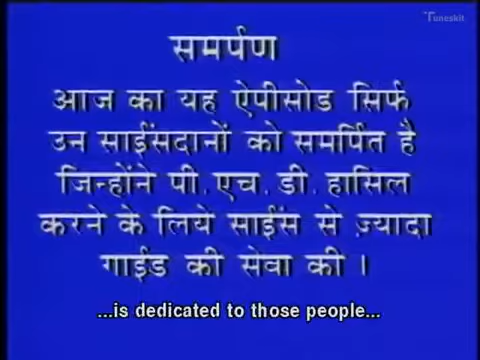 Tuneskit
समर्पण
आज का यह ऐपीसोड सिर्फ
उन साईंसदानों को समर्पित है
जिन्होंने पी.एच.डी. हासिल
करने के लिये साईंस से ज़्यादा
गाईड की सेवा की।
...is dedicated to those people...